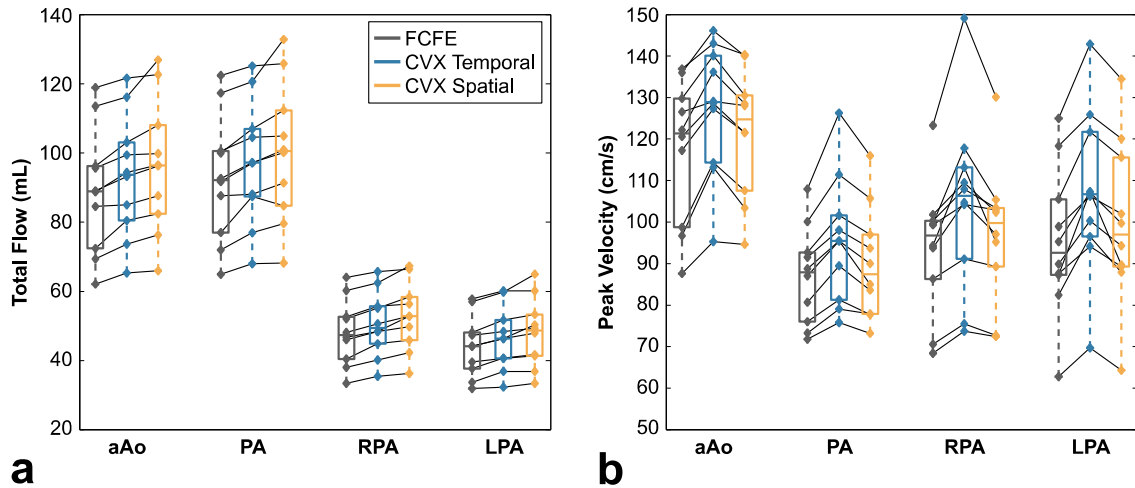 Total Flow (mL)
140
120
100
80
60
40
20
FCFE
CVX Temporal
CVX Spatial
aAo PA RPA LPA
a
Peak Velocity (cm/s)
150
140
130
120
110
100
90
80
70
60
50
aAo PA RPA LPA
b